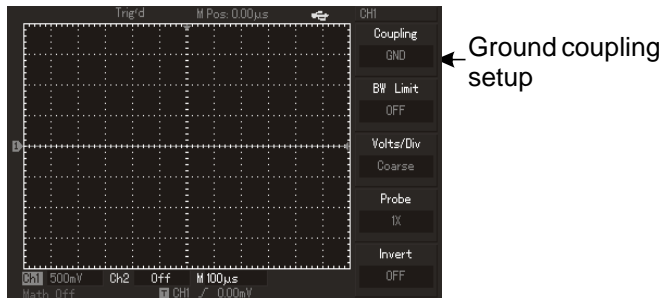 Trig'd M Pos: 0.00μs CH1
Coupling
GND
BW Limit
OFF
Volts/Div
Coarse
Probe
1X
Invert
OFF
1
Ch1 500mV Ch2 Off M 100μs
Math Off T CH1 0.00mV
Ground coupling
setup